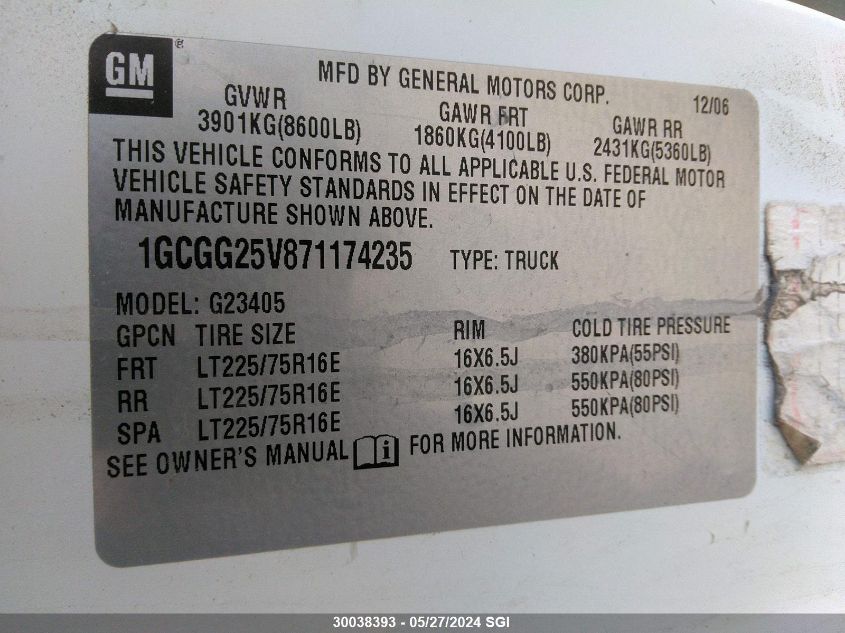 GM
®
MFD BY GENERAL MOTORS CORP. 12/06
GVWR GAWR FRT GAWR RR
3901KG(8600LB) 1860KG(4100LB) 2431KG(5360LB)
THIS VEHICLE CONFORMS TO ALL APPLICABLE U.S. FEDERAL MOTOR
VEHICLE SAFETY STANDARDS IN EFFECT ON THE DATE OF
MANUFACTURE SHOWN ABOVE.
1GCGG25V871174235 TYPE: TRUCK
MODEL: G23405
GPCN TIRE SIZE RIM COLD TIRE PRESSURE
FRT LT225/75R16E 16X6.5J 380KPA(55PSI)
RR LT225/75R16E 16X6.5J 550KPA(80PSI)
SPA LT225/75R16E 16X6.5J 550KPA(80PSI)
SEE OWNER'S MANUAL i FOR MORE INFORMATION.
30038393 – 05/27/2024 SGI